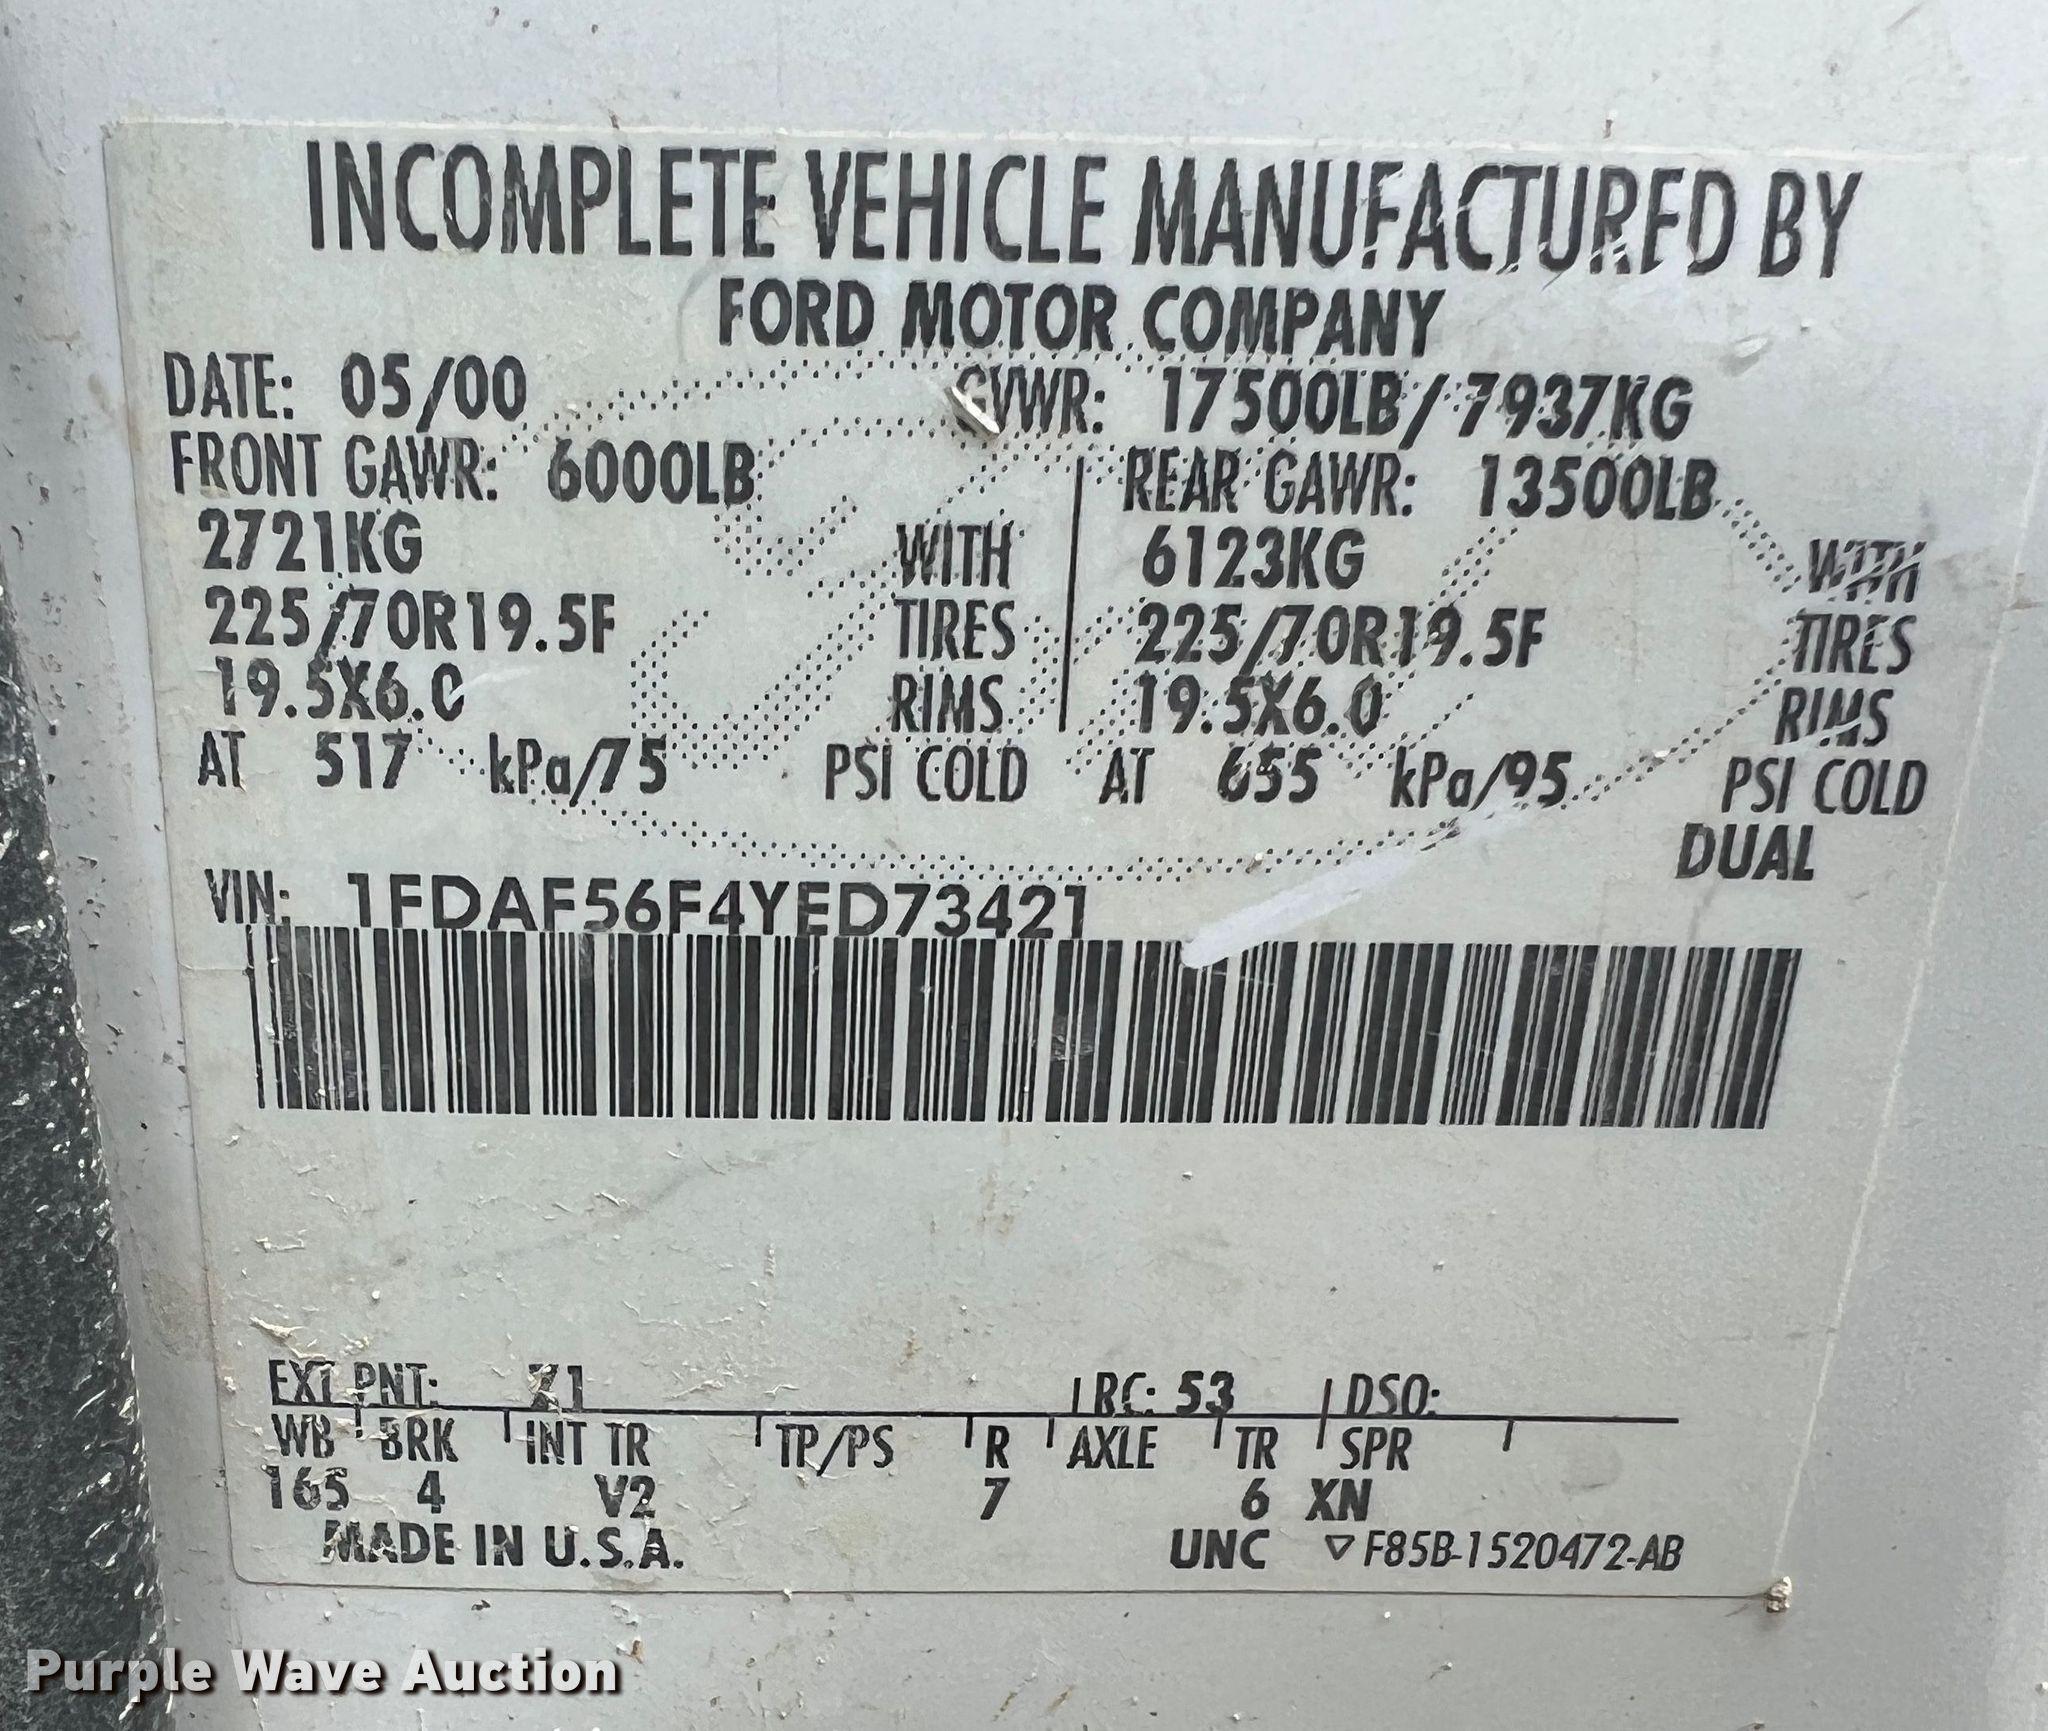 INCOMPLETE VEHICLE MANUFACTURED BY
FORD MOTOR COMPANY
DATE: 05/00 GVWR: 17500LB/7937KG
FRONT GAWR: 6000LB REAR GAWR: 13500LB
2721KG WITH 6123KG WITH
225/70R19.5F TIRES 225/70R19.5F TIRES
19.5X6.0 RIMS 19.5X6.0 RIMS
AT 517 kPa/75 PSI COLD AT 655 kPa/95 PSI COLD
DUAL
VIN: 1FDAF56F4YED73421
EXT PNT: Z1 RC: 53 DSO:
WB BRK INT TR TP/PS R AXLE TR SPR
165 4 V2 7 6 XN
MADE IN U.S.A. UNC ▽ F85B-1520472-AB
Purple Wave Auction